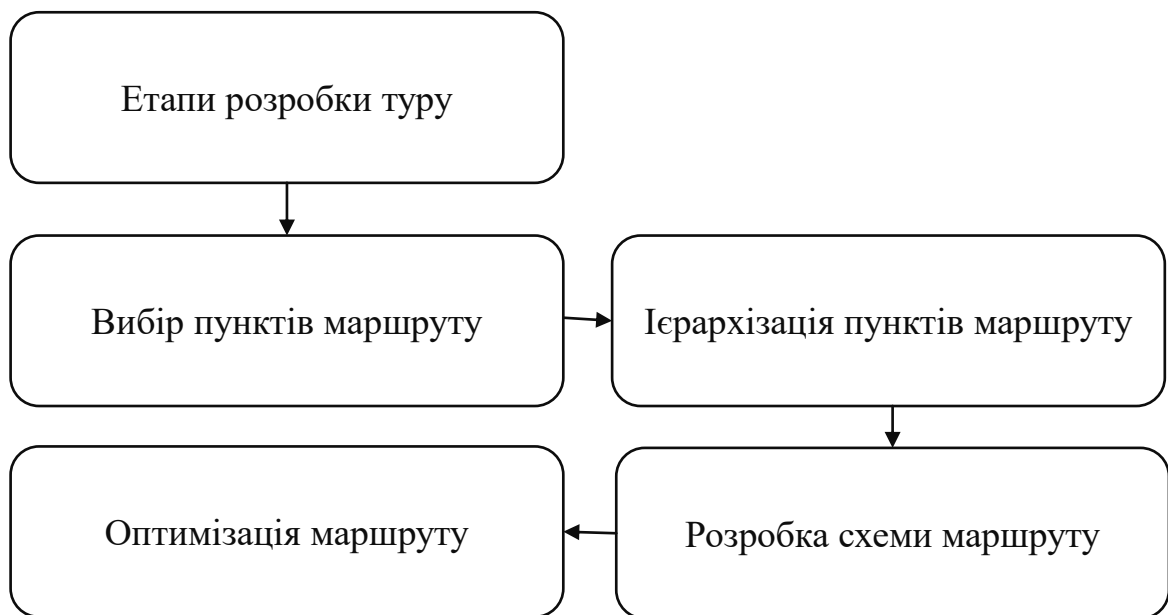 Етапи розробки туру
Вибір пунктів маршруту
Ієрархізація пунктів маршруту
Розробка схеми маршруту
Оптимізація маршруту